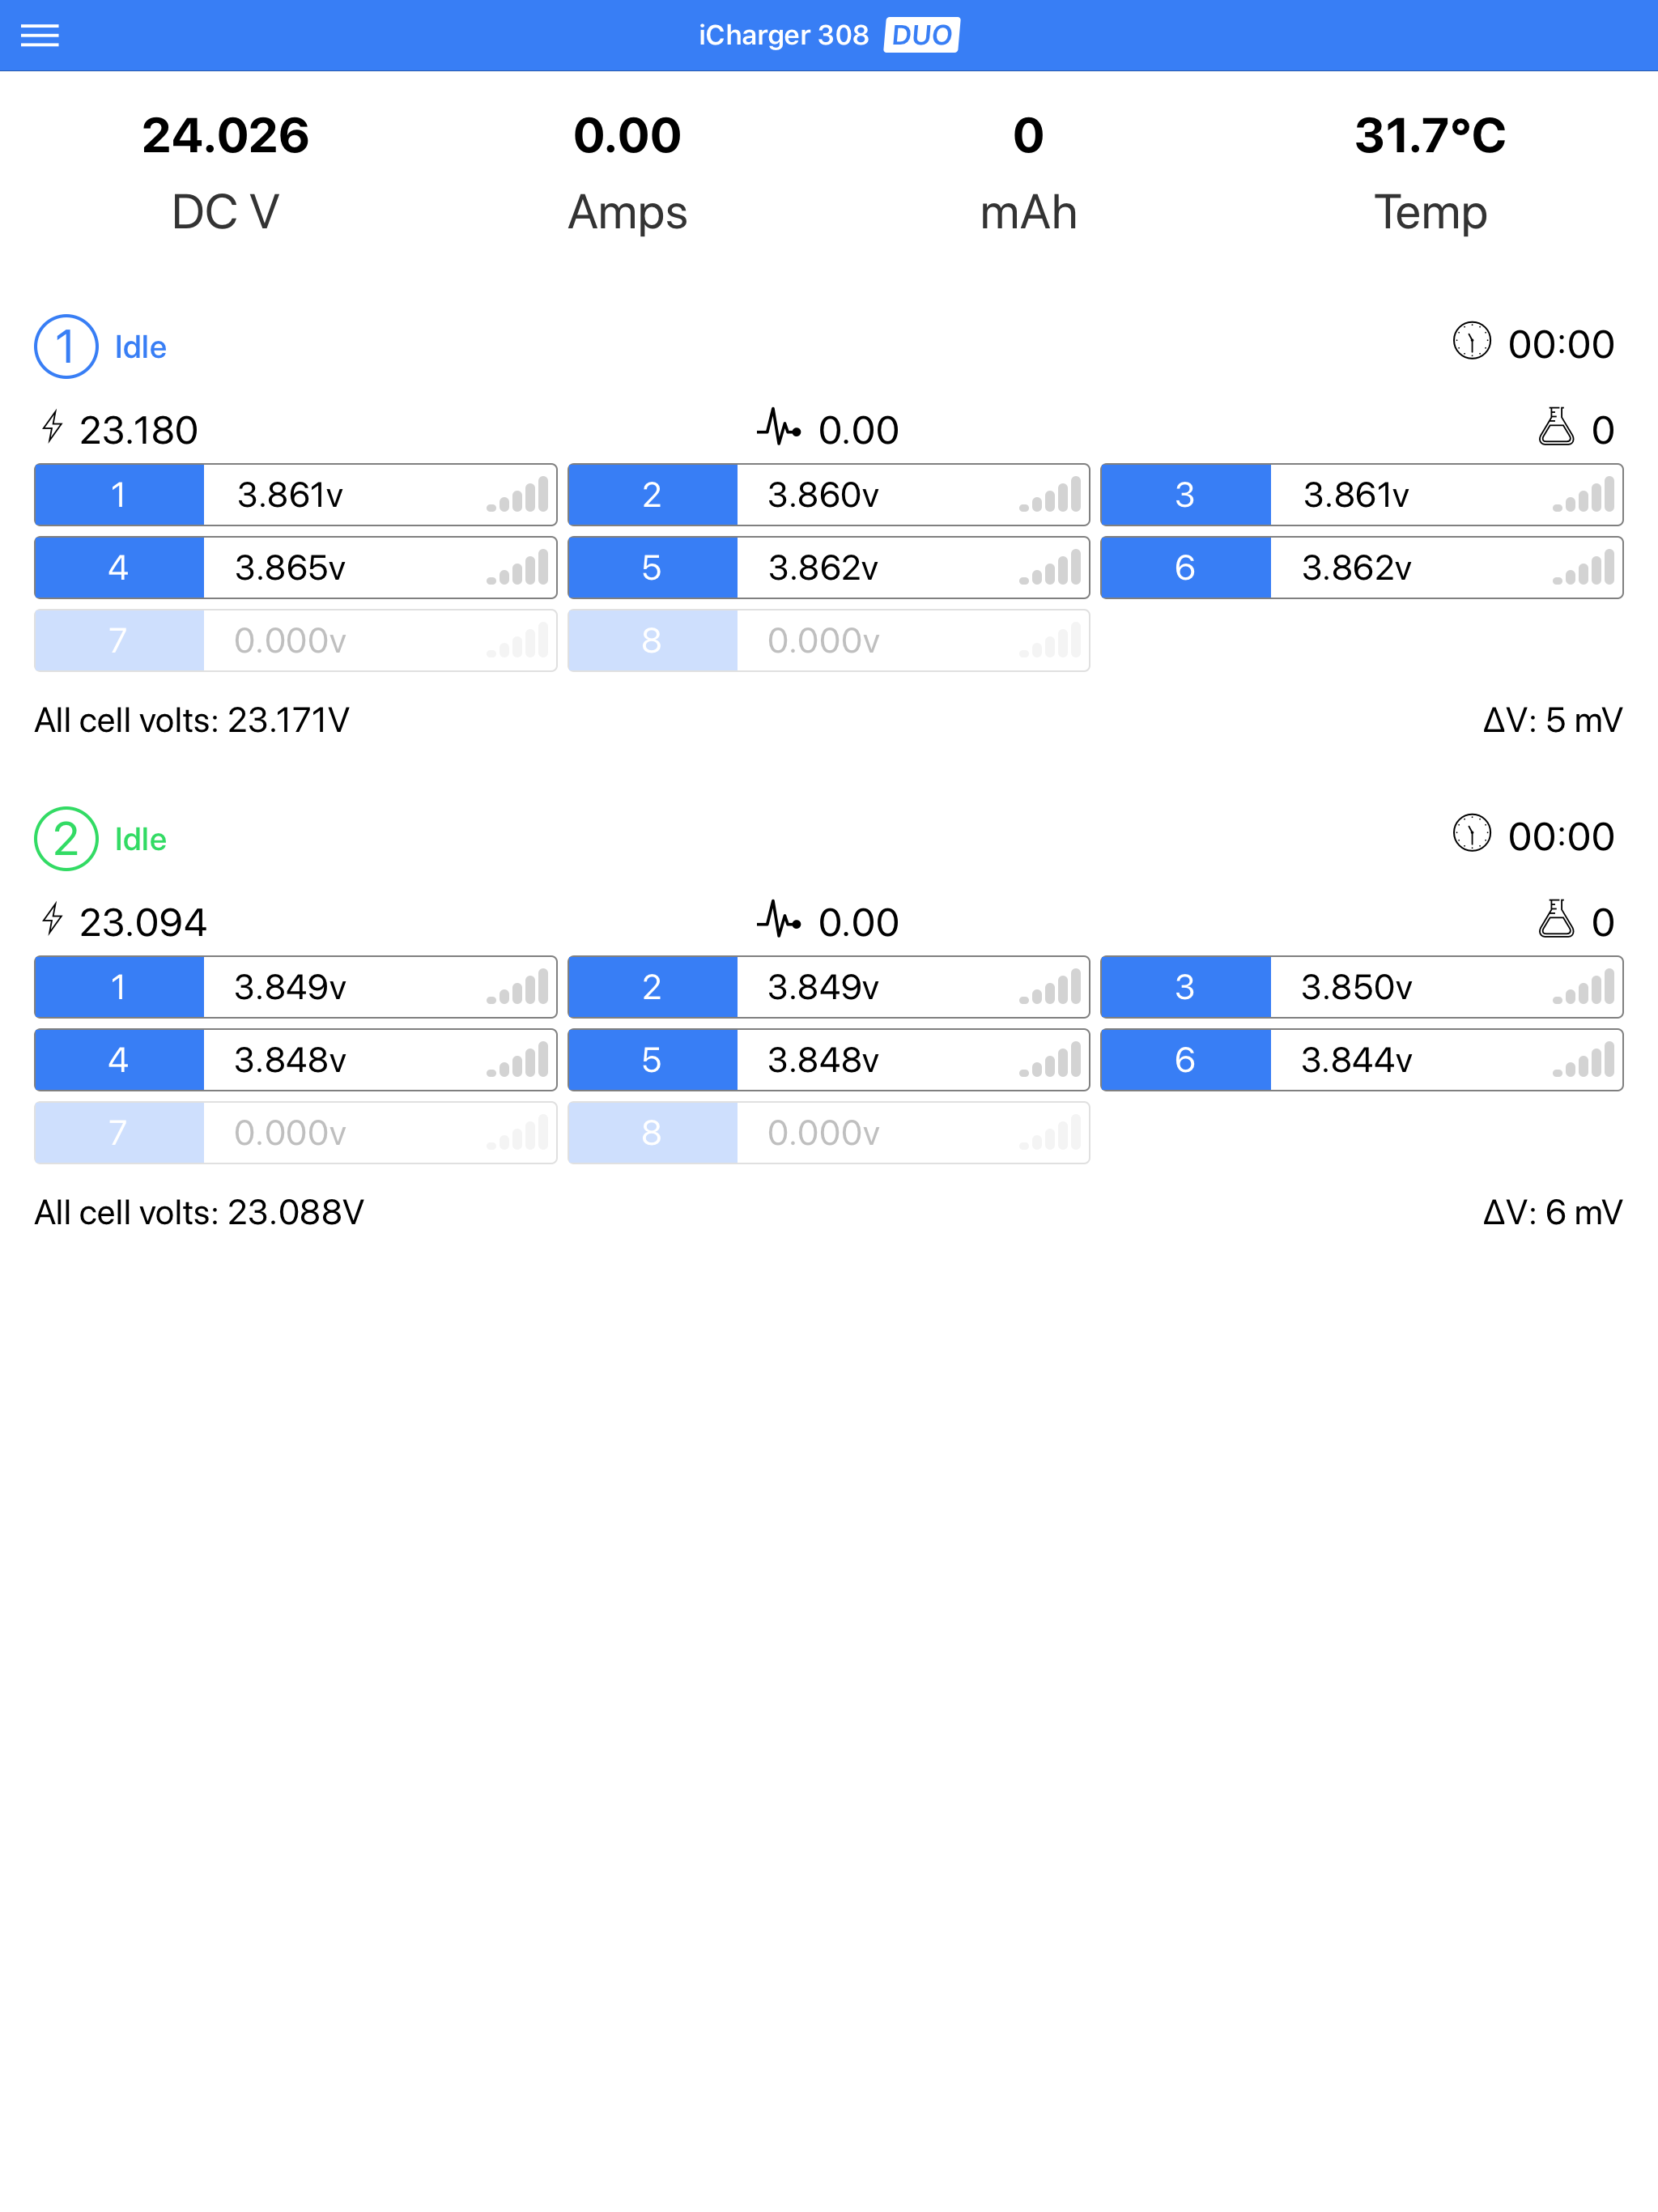 iCharger 308 DUO
24.026 0.00 0 31.7°C
DC V Amps mAh Temp
1 Idle 00:00
23.180 0.00 0
1 3.861v 2 3.860v 3 3.861v
4 3.865v 5 3.862v 6 3.862v
7 0.000v 8 0.000v
All cell volts: 23.171V ΔV: 5 mV
2 Idle 00:00
23.094 0.00 0
1 3.849v 2 3.849v 3 3.850v
4 3.848v 5 3.848v 6 3.844v
7 0.000v 8 0.000v
All cell volts: 23.088V ΔV: 6 mV